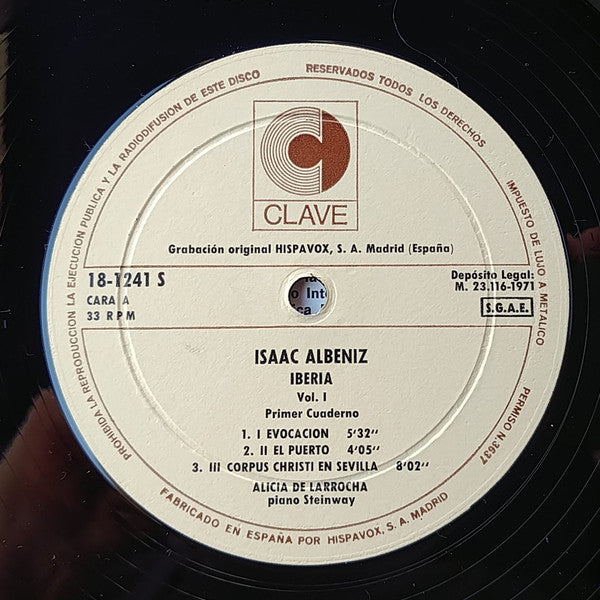 PROHIBIDA LA REPRODUCCIÓN LA EJECUCION PUBLICA Y LA RADIODIFUSION DE ESTE DISCO
RESERVADOS TODOS LOS DERECHOS
IMPUESTO DE LUJO A METÁLICO
PERMISO N.3637
CLAVE
Grabación original HISPAVOX, S. A. Madrid (España)
18-1241 S
CARA A
33 RPM
Depósito Legal:
M. 23.116-1971
S.G.A.E.
o Inte
ISAAC ALBENIZ
IBERIA
Vol. I
Primer Cuaderno
1. I EVOCACION 5'32''
2. II EL PUERTO 4'05''
3. III CORPUS CHRISTI EN SEVILLA 8'02''
ALICIA DE LARROCHA
piano Steinway
FABRICADO EN ESPAÑA POR HISPAVOX, S. A. MADRID